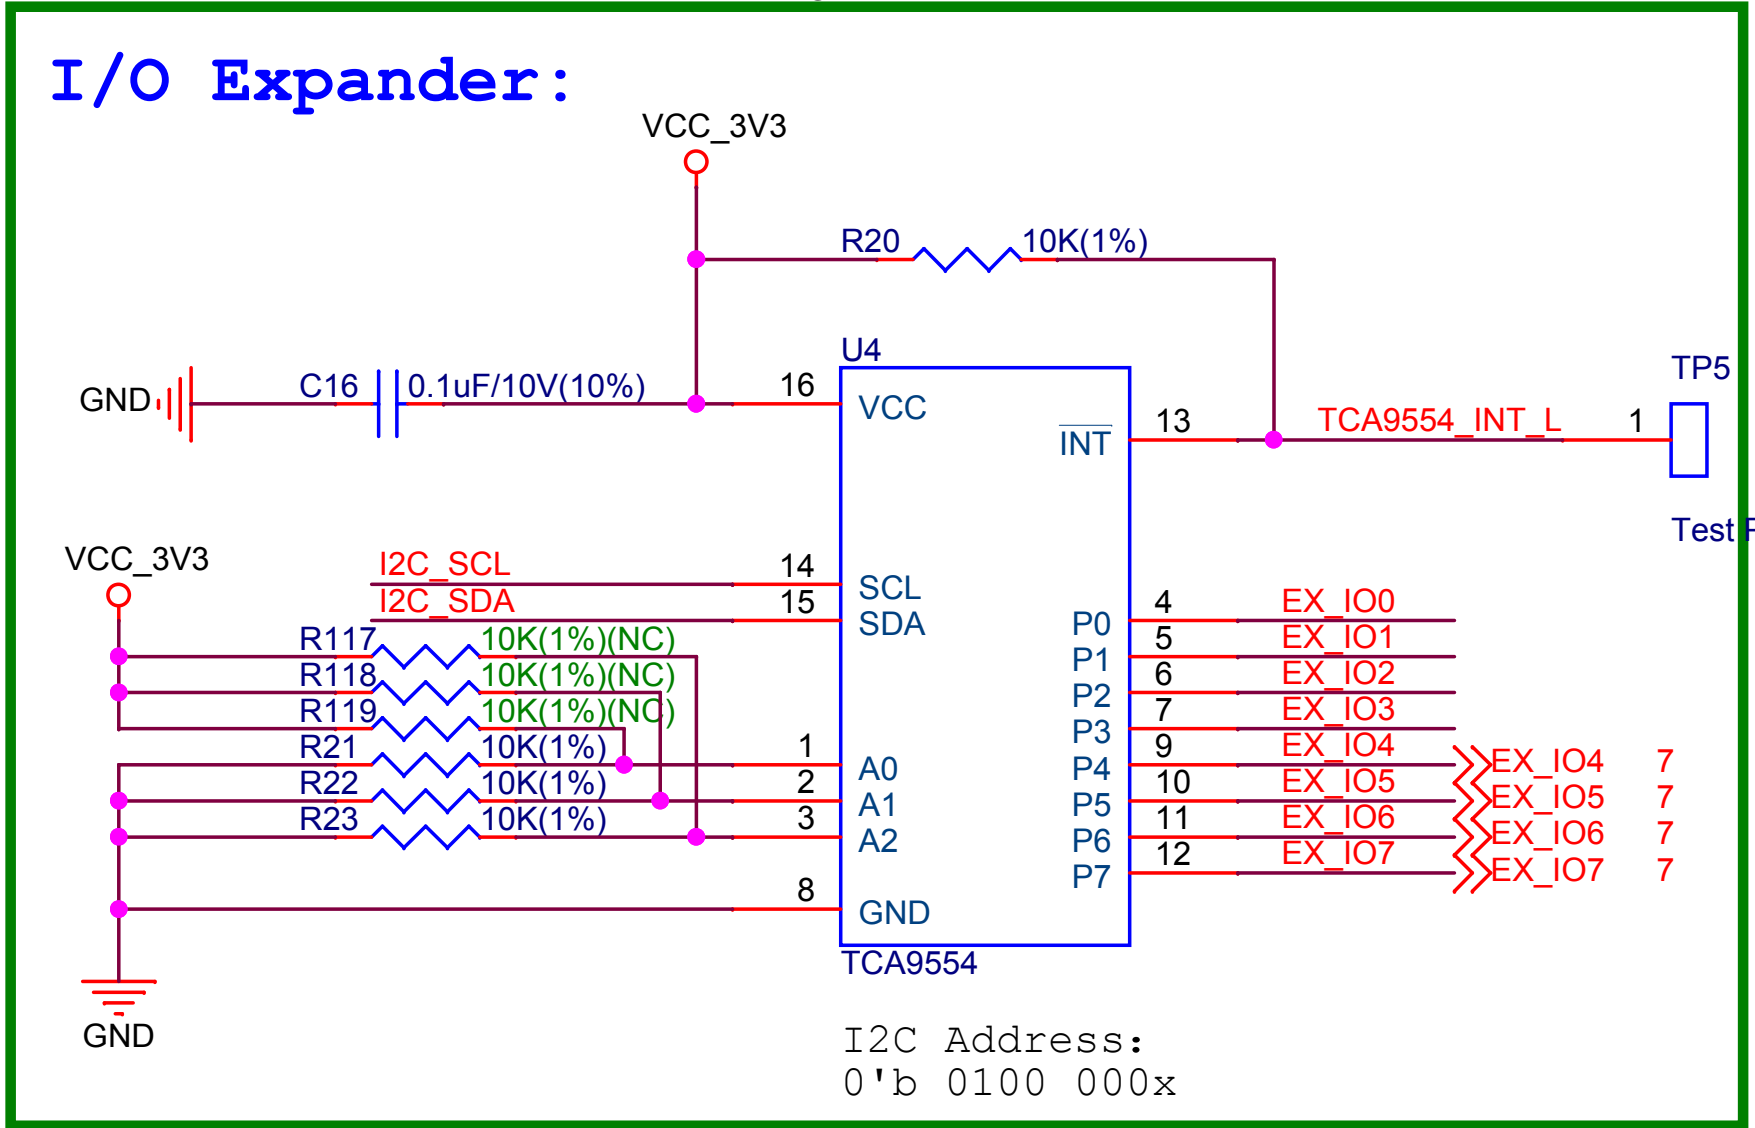 I/O Expander:
VCC_3V3
R20 10K(1%)
U4
GND C16 0.1uF/10V(10%) 16 VCC
TP5
INT 13 TCA9554_INT_L 1
Test
VCC_3V3
I2C_SCL 14 SCL
I2C_SDA 15 SDA
P0 4 EX_IO0
R117 10K(1%)(NC) P1 5 EX_IO1
R118 10K(1%)(NC) P2 6 EX_IO2
R119 10K(1%)(NC) P3 7 EX_IO3
R21 10K(1%) 1 A0 P4 9 EX_IO4 EX_IO4 7
R22 10K(1%) 2 A1 P5 10 EX_IO5 EX_IO5 7
R23 10K(1%) 3 A2 P6 11 EX_IO6 EX_IO6 7
P7 12 EX_IO7 EX_IO7 7
8 GND
TCA9554
GND
I2C Address:
0'b 0100 000x